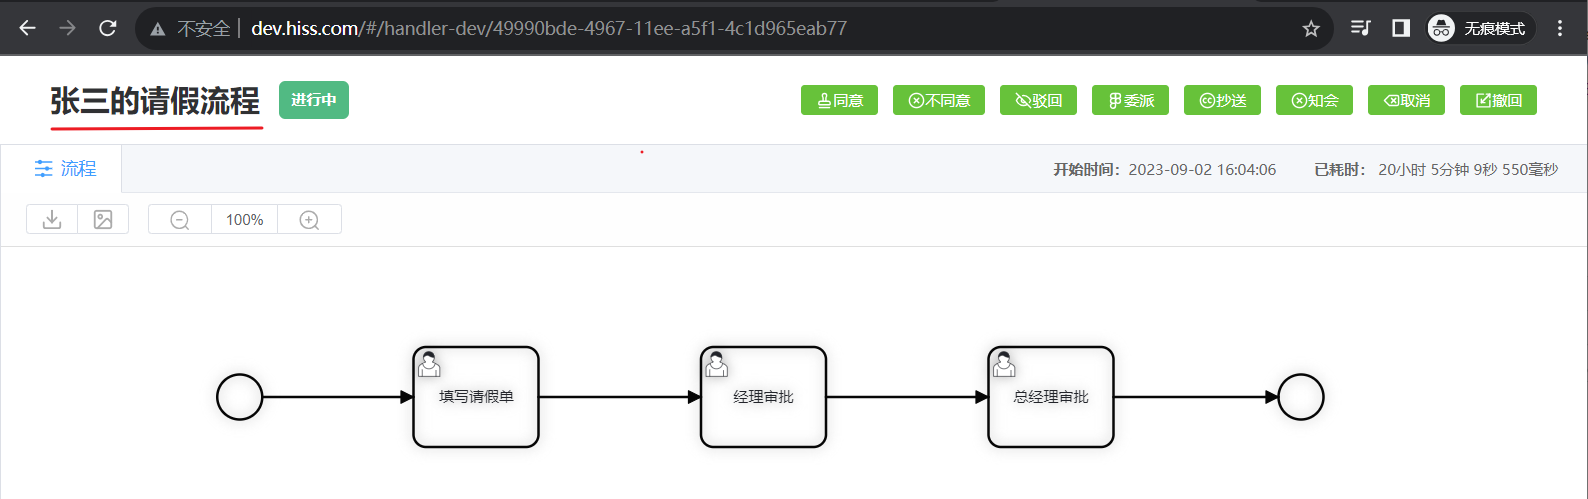 不安全 dev.hiss.com/#/handler-dev/49990bde-4967-11ee-a5f1-4c1d965eab77 无痕模式
张三的请假流程 进行中 同意 不同意 驳回 委派 抄送 知会 取消 撤回
流程 开始时间：2023-09-02 16:04:06 已耗时： 20小时 5分钟 9秒 550毫秒
100%
填写请假单 经理审批 总经理审批